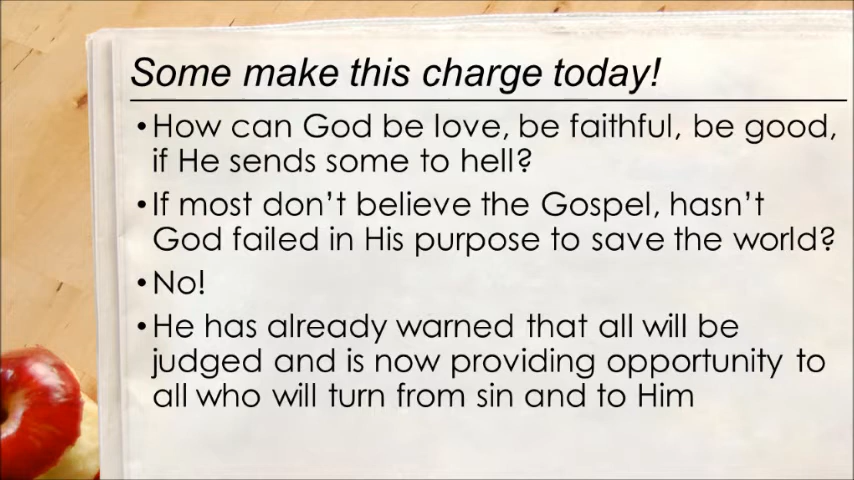 Some make this charge today!
•How can God be love, be faithful, be good,
if He sends some to hell?
•If most don't believe the Gospel, hasn't
God failed in His purpose to save the world?
•No!
•He has already warned that all will be
judged and is now providing opportunity to
all who will turn from sin and to Him